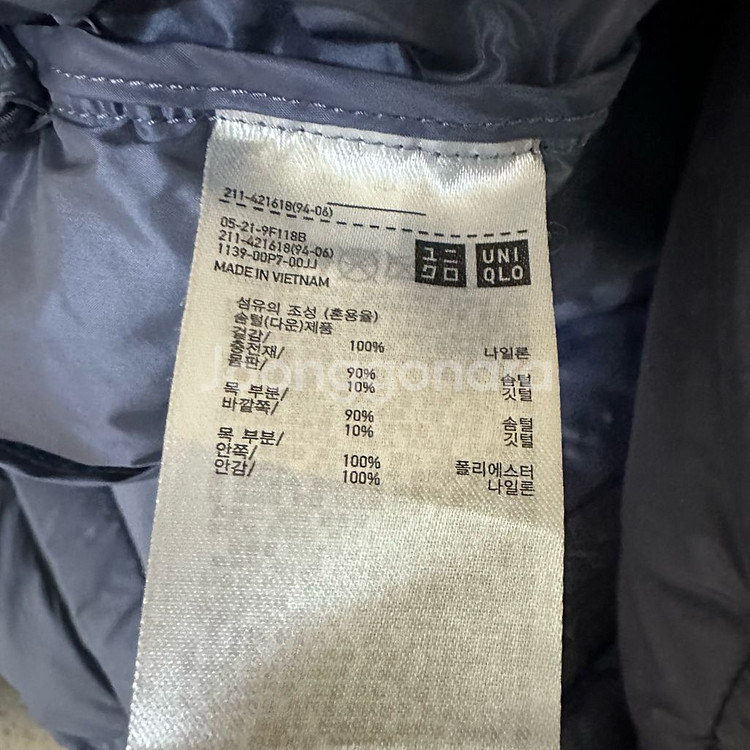 211-421618(94-06)
05-21-9F118B
211-421618(94-06)
1139-00P7-00JJ
MADE IN VIETNAM
ユニ
クロ
UNI
QLO
섬유의 조성 (혼용율)
솜털(다운)제품
겉감/ 100% 나일론
충전재/
몸판/ 90% 솜털
10% 깃털
목 부분/
바깥쪽/ 90% 솜털
10% 깃털
목 부분/
안쪽/ 100% 폴리에스터
안감/ 100% 나일론
Joonggonara